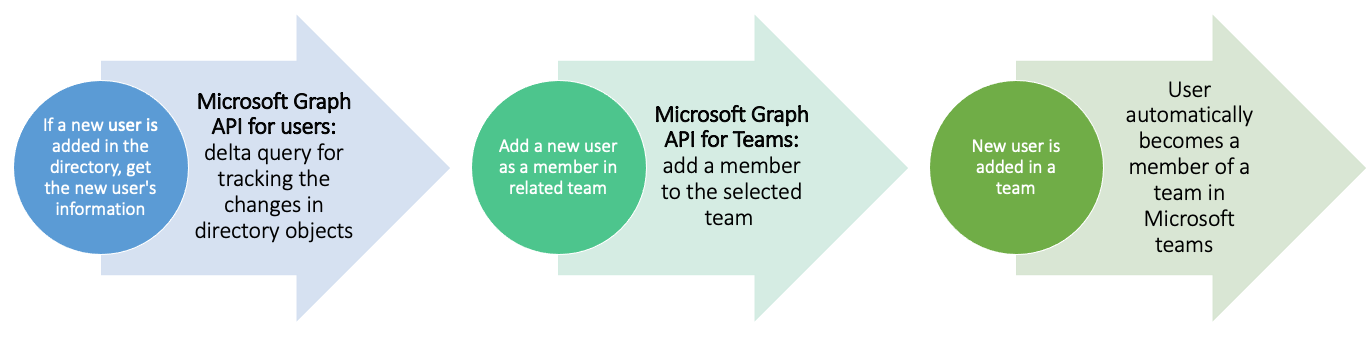 If a new user is
added in the
directory, get
the new user's
information
Microsoft Graph
API for users:
delta query for
tracking the
changes in
directory objects
Add a new user
as a member in
related team
Microsoft Graph
API for Teams:
add a member
to the selected
team
New user is
added in a
team
User
automatically
becomes a
member of a
team in
Microsoft
teams